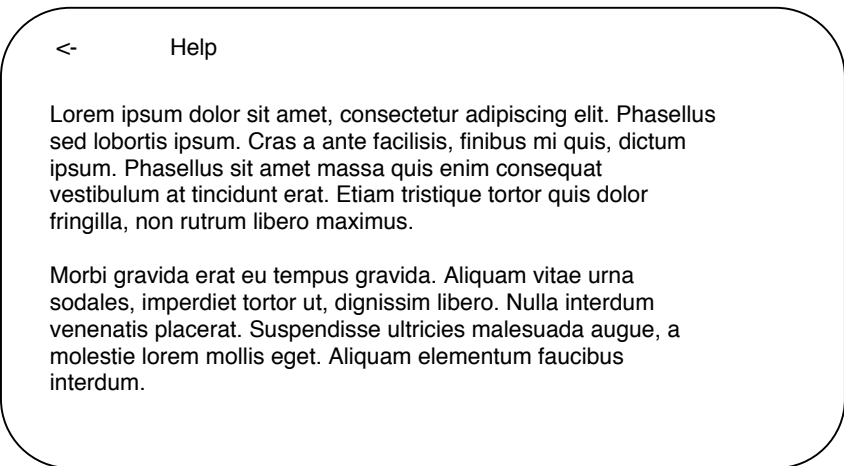 <- Help
Lorem ipsum dolor sit amet, consectetur adipiscing elit. Phasellus
sed lobortis ipsum. Cras a ante facilisis, finibus mi quis, dictum
ipsum. Phasellus sit amet massa quis enim consequat
vestibulum at tincidunt erat. Etiam tristique tortor quis dolor
fringilla, non rutrum libero maximus.
Morbi gravida erat eu tempus gravida. Aliquam vitae urna
sodales, imperdiet tortor ut, dignissim libero. Nulla interdum
venenatis placerat. Suspendisse ultricies malesuada augue, a
molestie lorem mollis eget. Aliquam elementum faucibus
interdum.